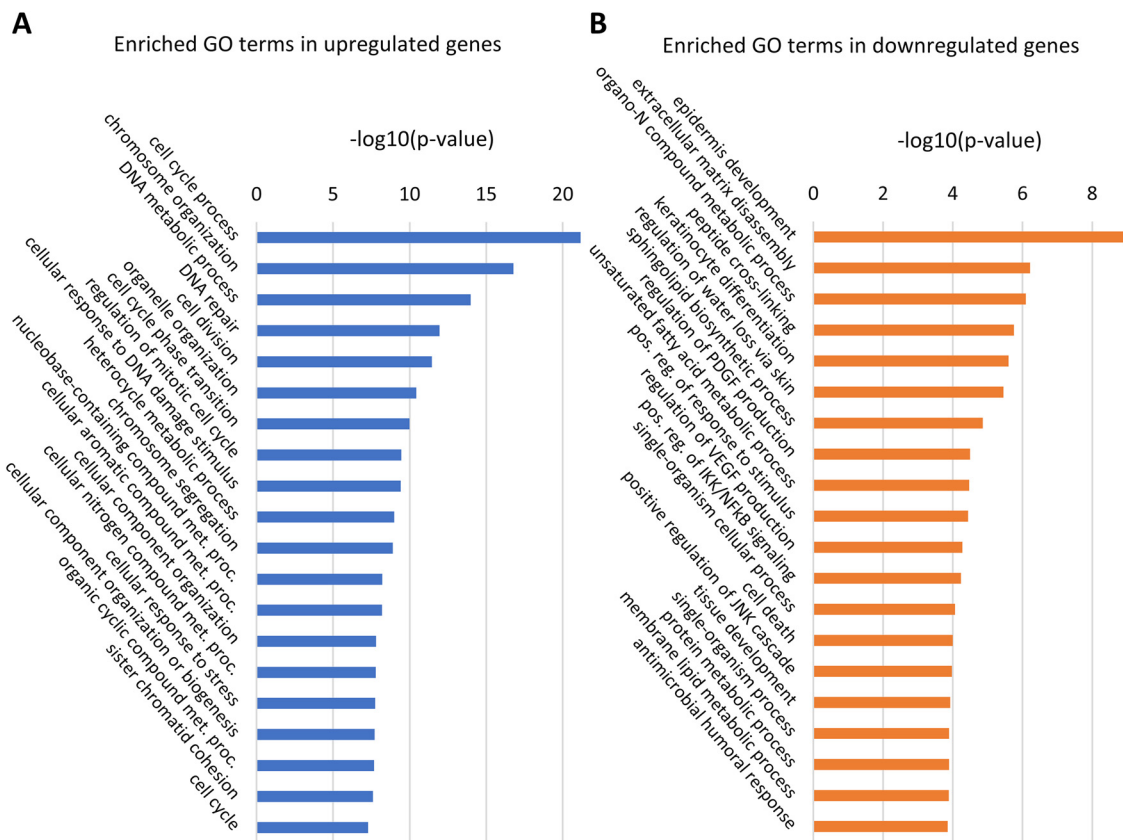 A
Enriched GO terms in upregulated genes
-log10(p-value)
0 5 10 15 20
cell cycle process
chromosome organization
DNA metabolic process
DNA repair
cell division
organelle organization
cell cycle phase transition
regulation of mitotic cell cycle
cellular response to DNA damage stimulus
heterocycle metabolic process
chromosome segregation
nucleobase-containing compound met. proc.
cellular aromatic compound met. proc.
cellular component organization
cellular nitrogen compound met. proc.
cellular response to stress
cellular component organization or biogenesis
organic cyclic compound met. proc.
sister chromatid cohesion
cell cycle
B
Enriched GO terms in downregulated genes
-log10(p-value)
0 2 4 6 8
epidermis development
extracellular matrix disassembly
organo-N compound metabolic process
peptide cross linking
keratinocyte differentiation
regulation of water loss via skin
sphingolipid biosynthetic process
regulation of PDGF production
unsaturated fatty acid metabolic process
pos. reg. of response to stimulus
regulation of VEGF production
pos. reg. of IKK/NFkB signaling
single-organism cellular process
cell death
positive regulation of JNK cascade
tissue development
single-organism process
protein metabolic process
membrane lipid metabolic process
antimicrobial humoral response